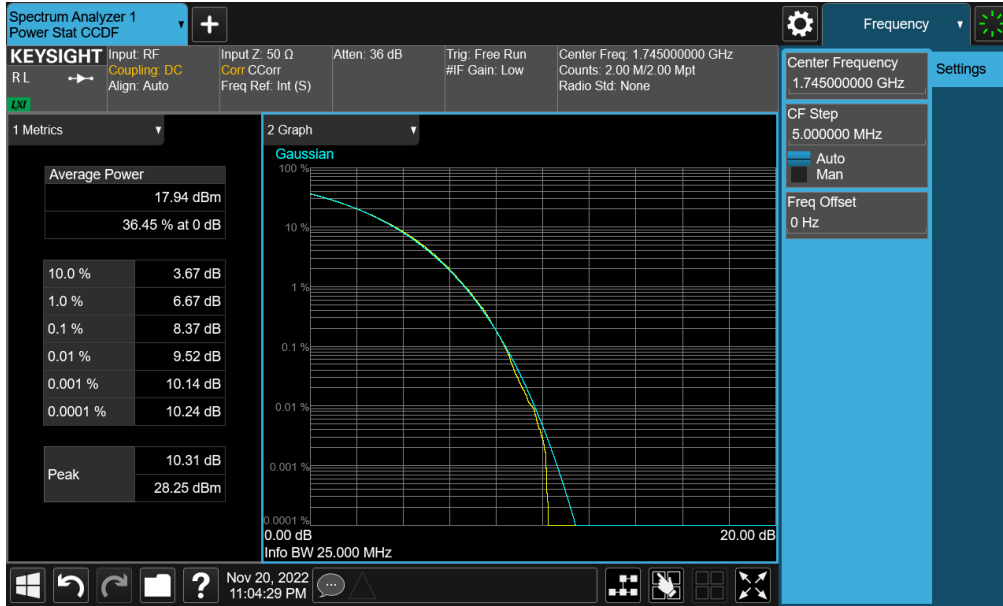 Spectrum Analyzer 1
Power Stat CCDF
Frequency
KEYSIGHT
RL
LXI
Input: RF
Coupling: DC
Align: Auto
Input Z: 50 Ω
Corr CCorr
Freq Ref: Int (S)
Atten: 36 dB
Trig: Free Run
#IF Gain: Low
Center Freq: 1.745000000 GHz
Counts: 2.00 M/2.00 Mpt
Radio Std: None
Center Frequency
1.745000000 GHz
Settings
CF Step
5.000000 MHz
Auto
Man
Freq Offset
0 Hz
1 Metrics
Average Power
17.94 dBm
36.45 % at 0 dB
10.0 % 3.67 dB
1.0 % 6.67 dB
0.1 % 8.37 dB
0.01 % 9.52 dB
0.001 % 10.14 dB
0.0001 % 10.24 dB
Peak
10.31 dB
28.25 dBm
2 Graph
Gaussian
100 %
10 %
1 %
0.1 %
0.01 %
0.001 %
0.0001 %
0.00 dB 20.00 dB
Info BW 25.000 MHz
Nov 20, 2022
11:04:29 PM